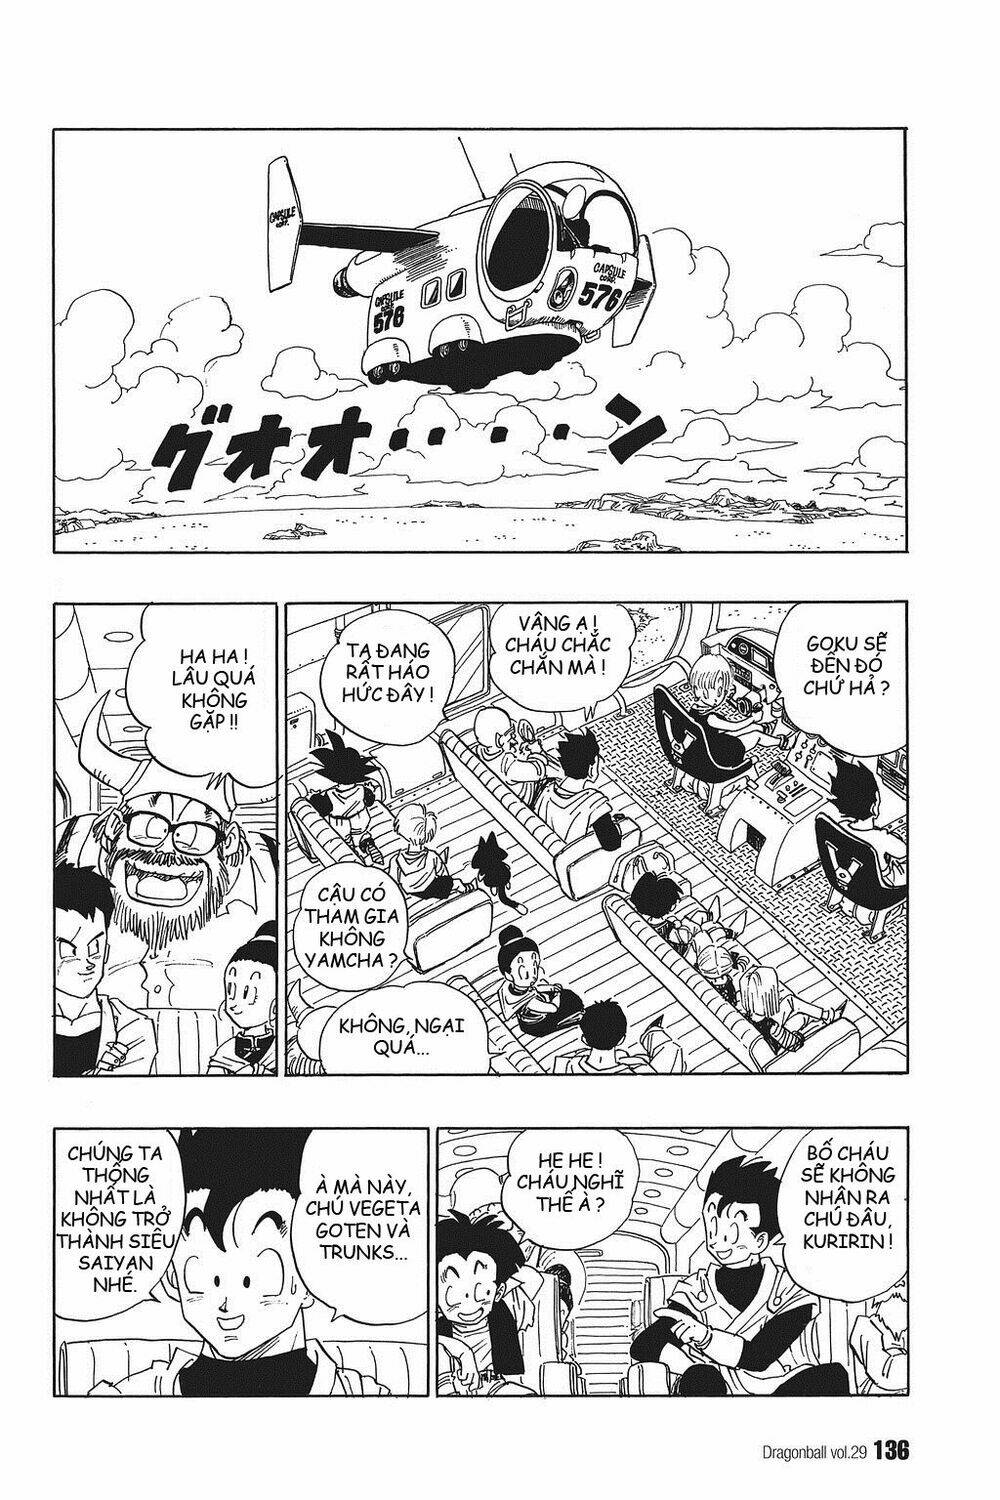 CAPSULE
CORP.
CAPSULE
CORP.
576
CAPSULE
CORP.
576
グオオ・・・・ン
GOKU SẼ
ĐẾN ĐÓ
CHỨ HẢ ?
VÂNG Ạ !
CHÁU CHẮC
CHẮN MÀ !
TA ĐANG
RẤT HÁO
HỨC ĐÂY !
CẬU CÓ
THAM GIA
KHÔNG
YAMCHA ?
KHÔNG, NGẠI
QUÁ...
HA HA !
LÂU QUÁ
KHÔNG
GẶP !!
BỐ CHÁU
SẼ KHÔNG
NHẬN RA
CHÚ ĐÂU,
KURIRIN !
HE HE !
CHÁU NGHĨ
THẾ À ?
À MÀ NÀY,
CHÚ VEGETA
GOTEN VÀ
TRUNKS...
CHÚNG TA
THỐNG
NHẤT LÀ
KHÔNG TRỞ
THÀNH SIÊU
SAIYAN
NHÉ.
Dragonball vol.29 136